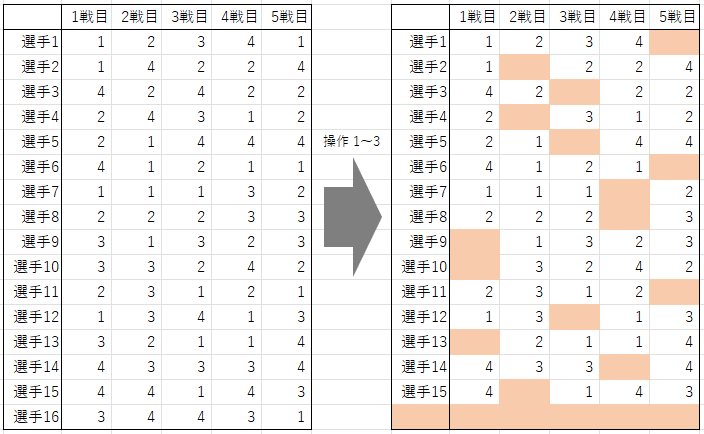 1戦目 2戦目 3戦目 4戦目 5戦目
選手1 1 2 3 4 1
選手2 1 4 2 2 4
選手3 4 2 4 2 2
選手4 2 4 3 1 2
選手5 2 1 4 4 4
選手6 4 1 2 1 1
選手7 1 1 1 3 2
選手8 2 2 2 3 3
選手9 3 1 3 2 3
選手10 3 3 2 4 2
選手11 2 3 1 2 1
選手12 1 3 4 1 3
選手13 3 2 1 1 4
選手14 4 3 3 3 4
選手15 4 4 1 4 3
選手16 3 4 4 3 1
操作 1~3
1戦目 2戦目 3戦目 4戦目 5戦目
選手1 1 2 3 4
選手2 1 2 2 4
選手3 4 2 2 2
選手4 2 3 1 2
選手5 2 1 4 4
選手6 4 1 2 1
選手7 1 1 1 2
選手8 2 2 2 3
選手9 1 3 2 3
選手10 3 2 4 2
選手11 2 3 1 2
選手12 1 3 1 3
選手13 2 1 1 4
選手14 4 3 3 4
選手15 4 1 4 3